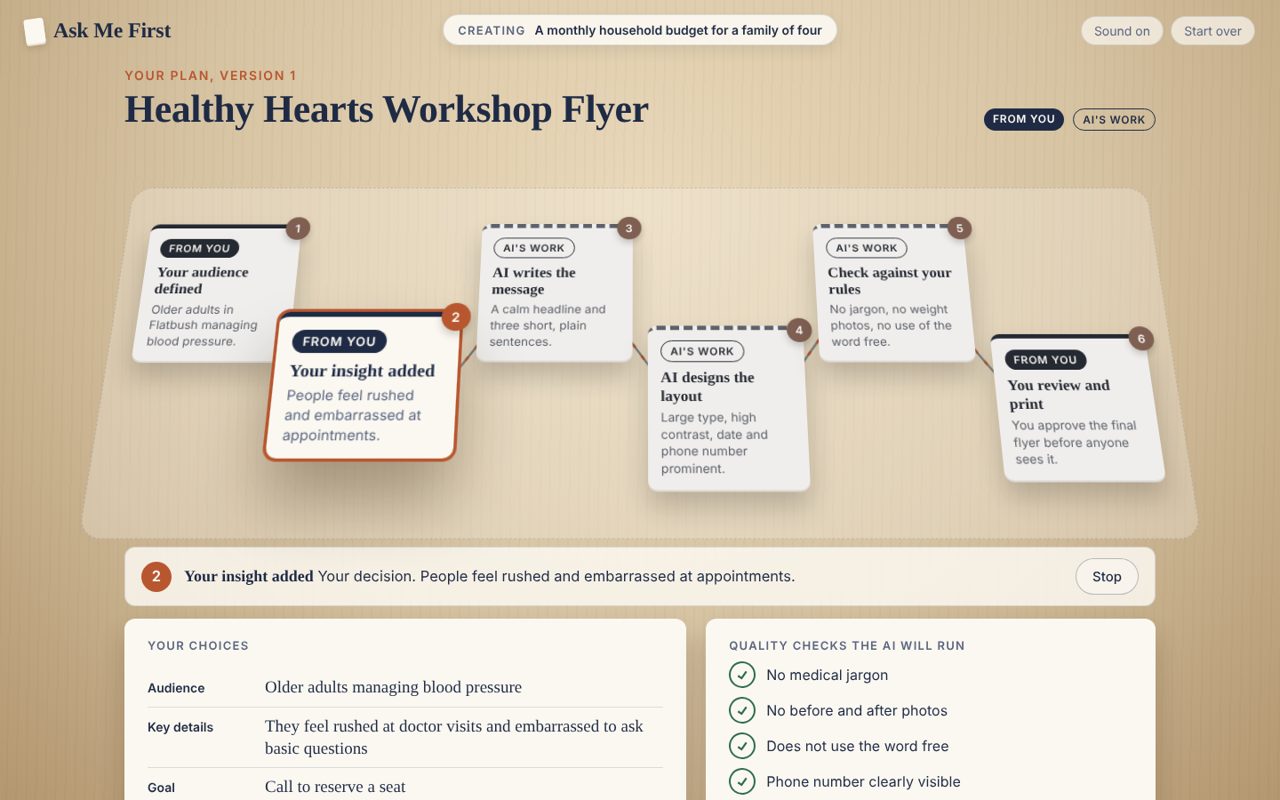 Ask Me First
CREATING A monthly household budget for a family of four
Sound on
Start over
YOUR PLAN, VERSION 1
Healthy Hearts Workshop Flyer
FROM YOU
AI'S WORK
1
FROM YOU
Your audience
defined
Older adults in
Flatbush managing
blood pressure.
2
FROM YOU
Your insight added
People feel rushed
and embarrassed at
appointments.
3
AI'S WORK
AI writes the
message
A calm headline and
three short, plain
sentences.
4
AI'S WORK
AI designs the
layout
Large type, high
contrast, date and
phone number
prominent.
5
AI'S WORK
Check against your
rules
No jargon, no weight
photos, no use of the
word free.
6
FROM YOU
You review and
print
You approve the final
flyer before anyone
sees it.
2 Your insight added Your decision. People feel rushed and embarrassed at appointments.
Stop
YOUR CHOICES
Audience Older adults managing blood pressure
Key details They feel rushed at doctor visits and embarrassed to ask
basic questions
Goal Call to reserve a seat
QUALITY CHECKS THE AI WILL RUN
No medical jargon
No before and after photos
Does not use the word free
Phone number clearly visible